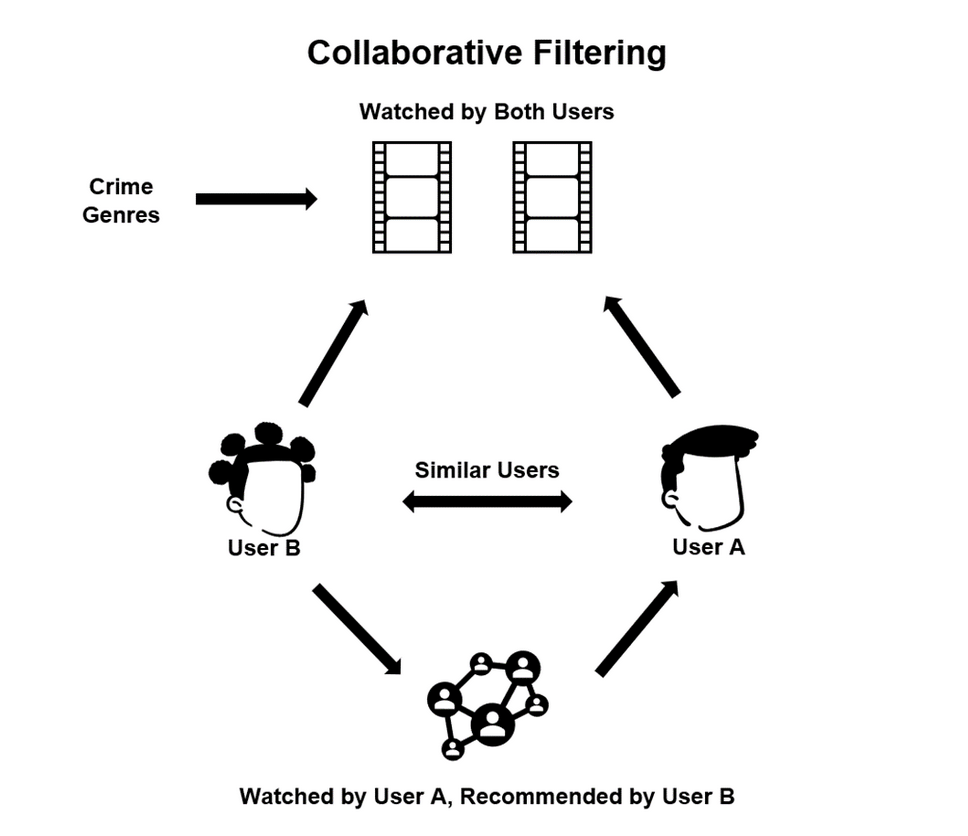 Collaborative Filtering
Watched by Both Users
Crime
Genres
Similar Users
User B
User A
Watched by User A, Recommended by User B